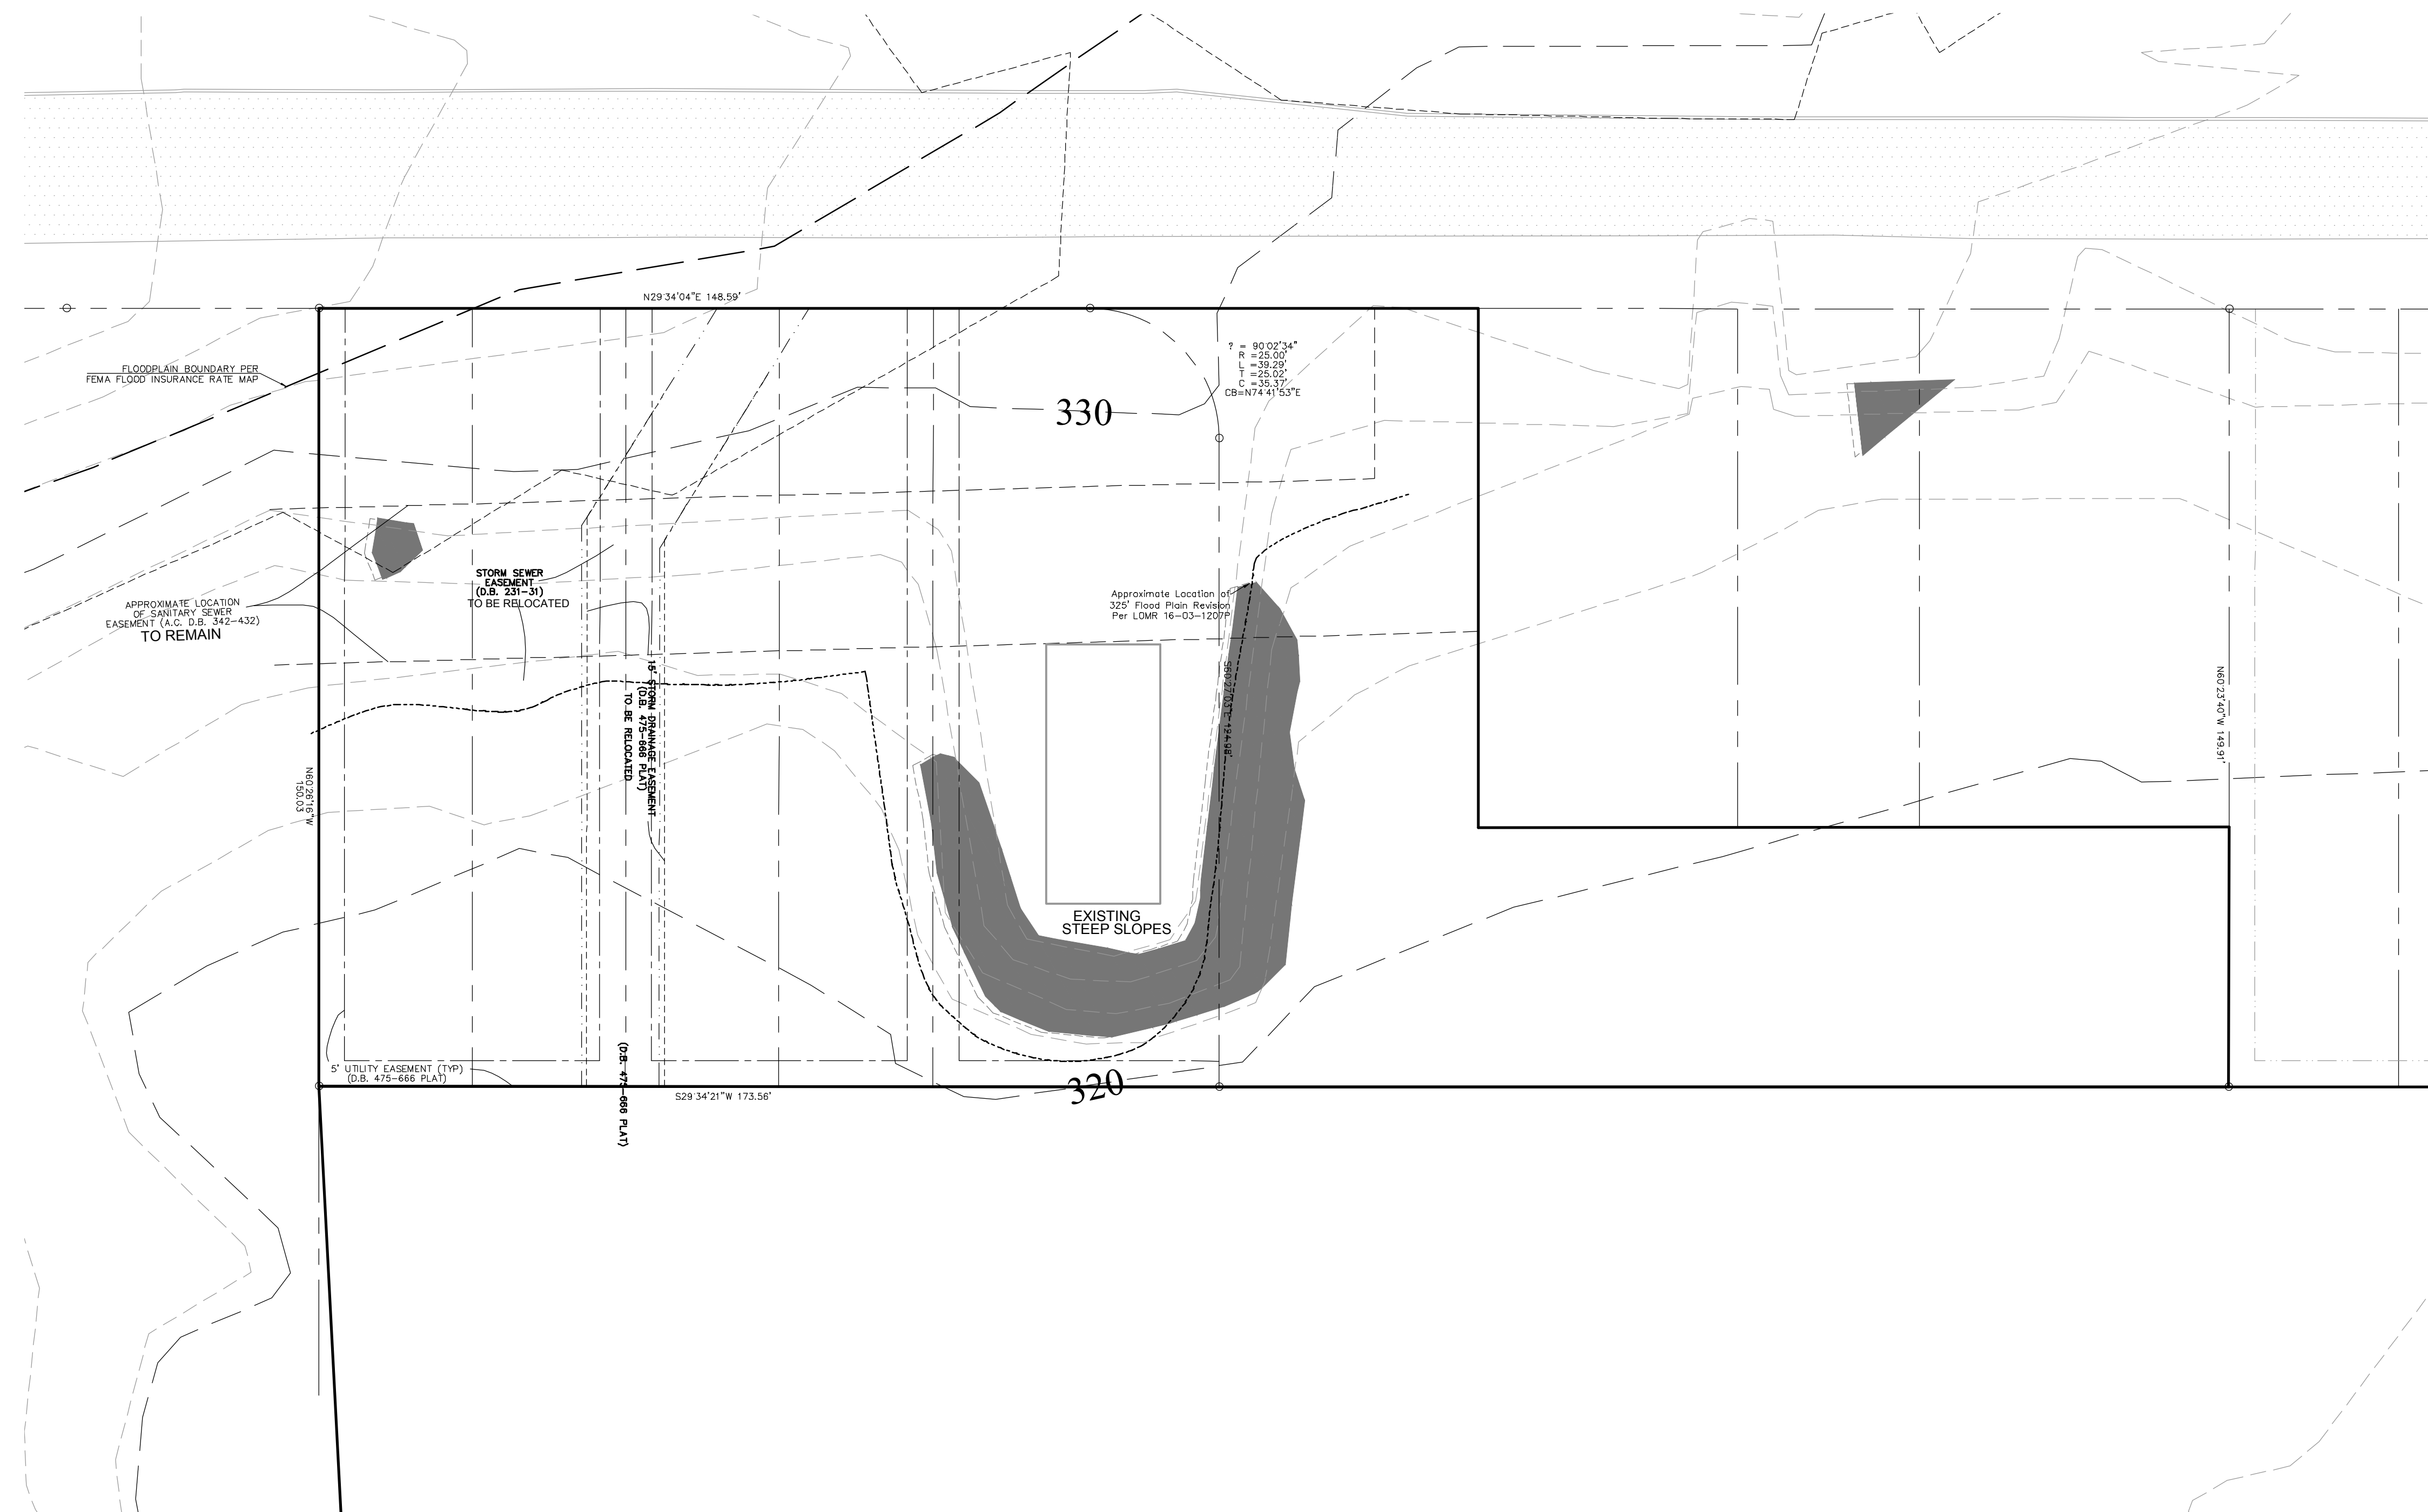 N29°34'04"E 148.59'
? = 90°02'34"
R =25.00'
L =39.29'
T =25.02'
C =35.37'
CB=N74°41'53"E
FLOODPLAIN BOUNDARY PER
FEMA FLOOD INSURANCE RATE MAP
330
STORM SEWER
EASEMENT
(D.B. 231-31)
TO BE RELOCATED
APPROXIMATE LOCATION
OF SANITARY SEWER
EASEMENT (A.C. D.B. 342-432)
TO REMAIN
Approximate Location of
325' Flood Plain Revision
Per LOMR 16-03-1207P
15' STORM DRAINAGE EASEMENT
(D.B. 475-666 PLAT)
TO BE RELOCATED
S60°27'03"E 124.98'
N60°23'40"W 149.91'
N60°26'16"W
150.03
EXISTING
STEEP SLOPES
5' UTILITY EASEMENT (TYP)
(D.B. 475-666 PLAT)
(D.B. 475-666 PLAT)
S29°34'21"W 173.56'
320